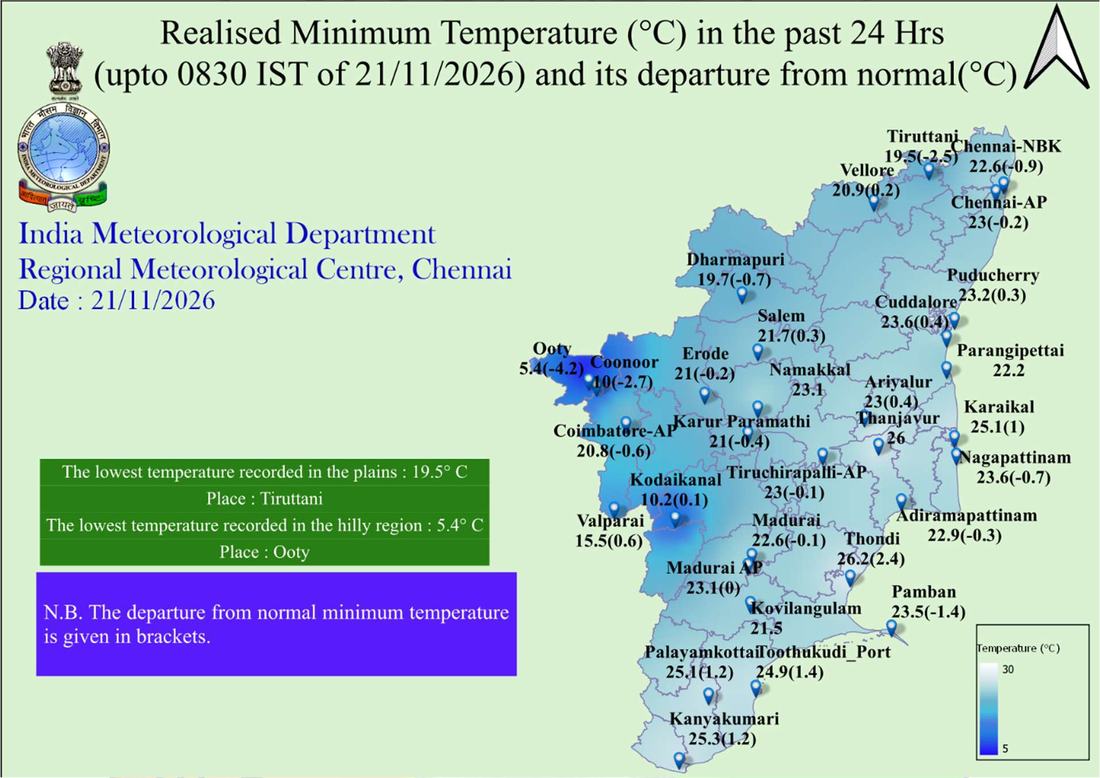 Realised Minimum Temperature (°C) in the past 24 Hrs
(upto 0830 IST of 21/11/2026) and its departure from normal(°C)
भारत मौसम विज्ञान विभाग
INDIA METEOROLOGICAL DEPARTMENT
India Meteorological Department
Regional Meteorological Centre, Chennai
Date : 21/11/2026
Tiruttani
19.5(-2.5)
Chennai-NBK
22.6(-0.9)
Vellore
20.9(0.2)
Chennai-AP
23(-0.2)
Dharmapuri
19.7(-0.7)
Puducherry
23.2(0.3)
Cuddalore
23.6(0.4)
Salem
21.7(0.3)
Ooty
5.4(-4.2)
Coonoor
10(-2.7)
Erode
21(-0.2)
Parangipettai
22.2
Namakkal
23.1
Ariyalur
23(0.4)
Karaikal
25.1(1)
Thanjavur
26
Coimbatore-AP
20.8(-0.6)
Karur Paramathi
21(-0.4)
Nagapattinam
23.6(-0.7)
Tiruchirapalli-AP
23(-0.1)
Kodaikanal
10.2(0.1)
Valparai
15.5(0.6)
Adiramapattinam
22.9(-0.3)
Madurai
22.6(-0.1)
Thondi
26.2(2.4)
Madurai AP
23.1(0)
Pamban
23.5(-1.4)
Kovilangulam
21.5
Palayamkottai
25.1(1.2)
Toothukudi_Port
24.9(1.4)
Kanyakumari
25.3(1.2)
The lowest temperature recorded in the plains : 19.5° C
Place : Tiruttani
The lowest temperature recorded in the hilly region : 5.4° C
Place : Ooty
N.B. The departure from normal minimum temperature
is given in brackets.
Temperature (°C)
30
5